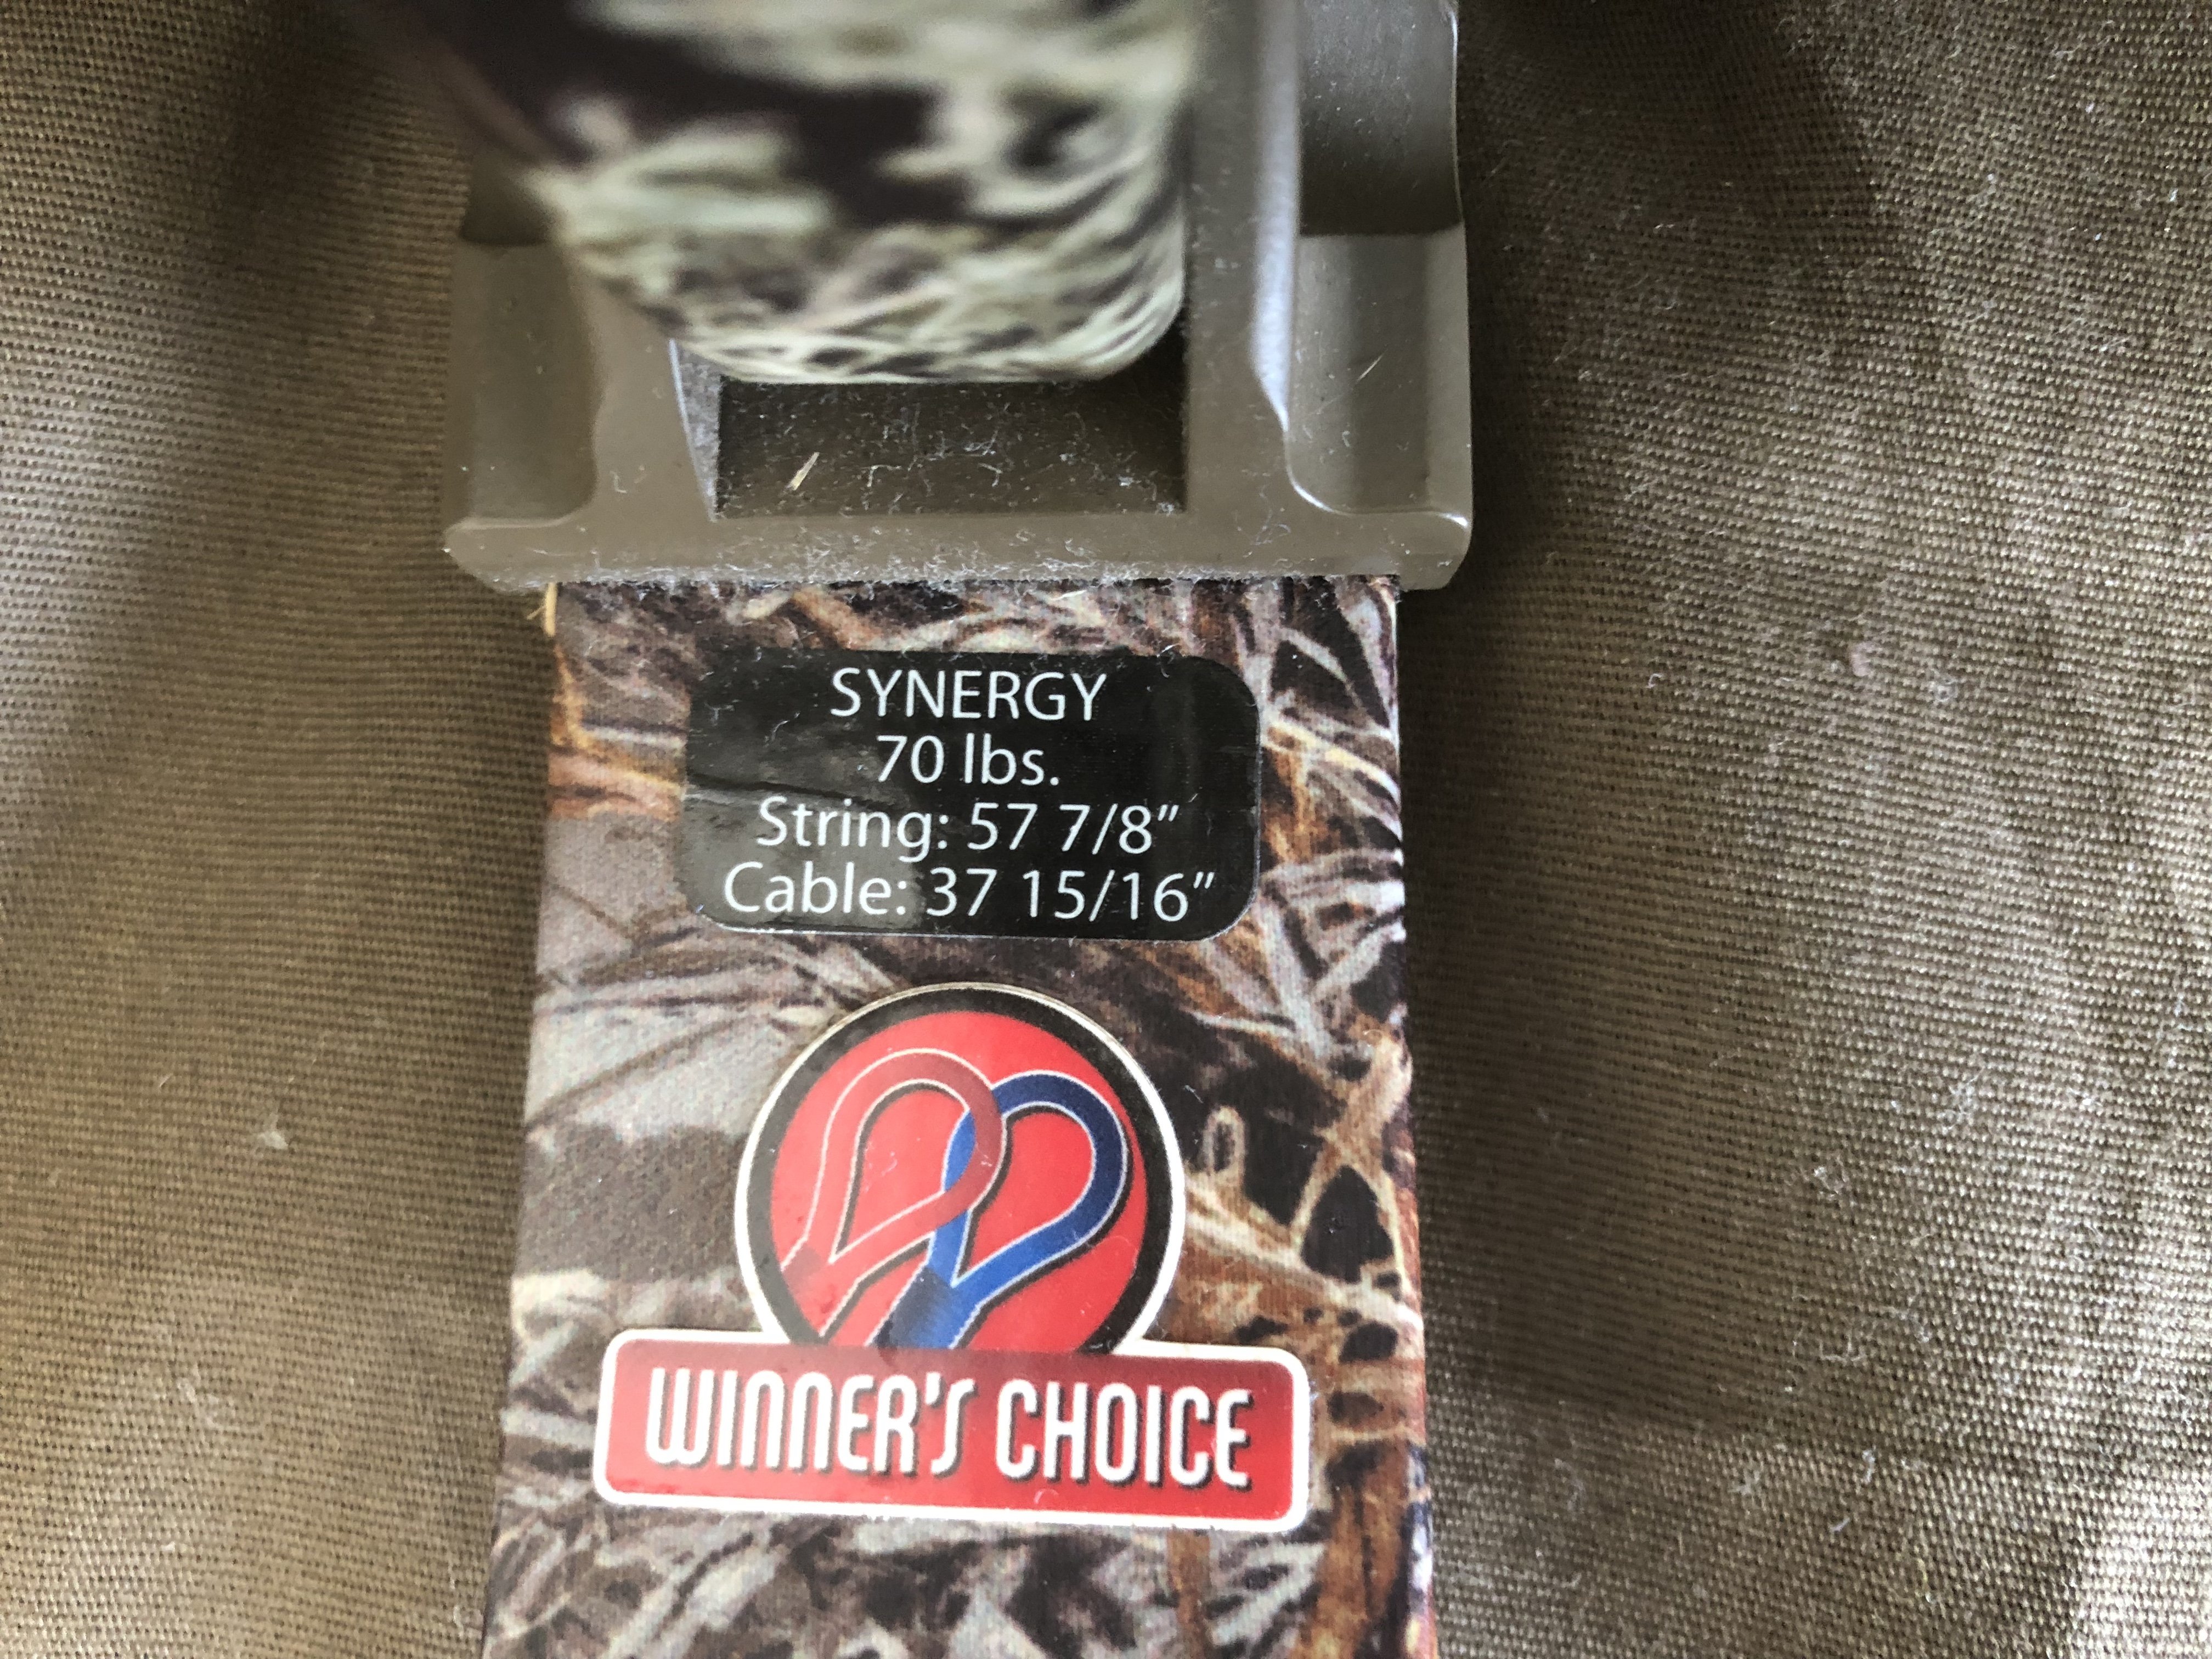 SYNERGY
70 lbs.
String: 57 7/8"
Cable: 37 15/16"
WINNER'S CHOICE